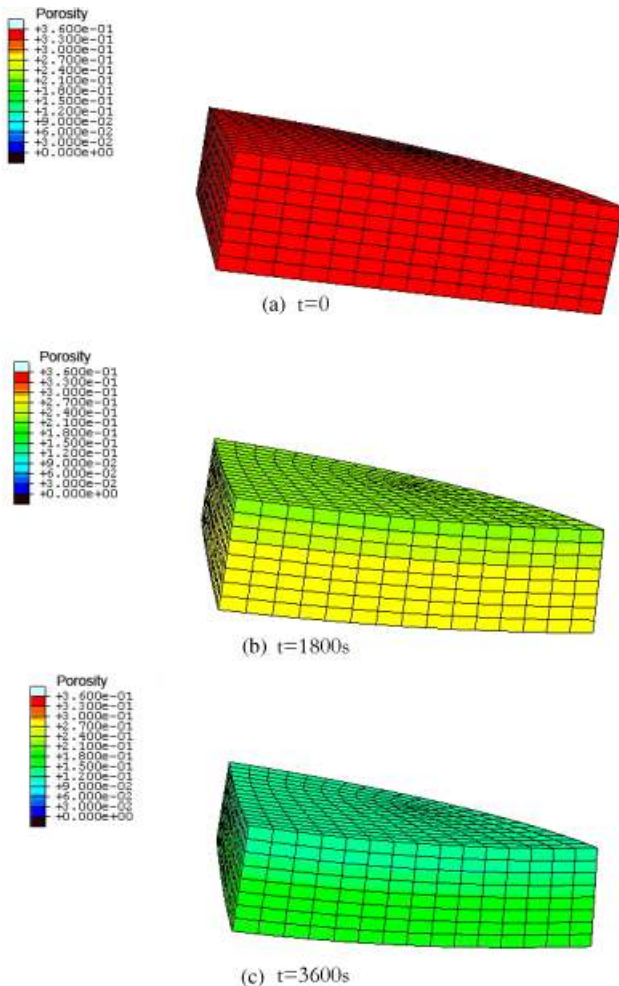 Porosity
+3.600e-01
+3.300e-01
+3.000e-01
+2.700e-01
+2.400e-01
+2.100e-01
+1.800e-01
+1.500e-01
+1.200e-01
+9.000e-02
+6.000e-02
+3.000e-02
+0.000e+00
(a) t=0
Porosity
+3.600e-01
+3.300e-01
+3.000e-01
+2.700e-01
+2.400e-01
+2.100e-01
+1.800e-01
+1.500e-01
+1.200e-01
+9.000e-02
+6.000e-02
+3.000e-02
+0.000e+00
(b) t=1800s
Porosity
+3.600e-01
+3.300e-01
+3.000e-01
+2.700e-01
+2.400e-01
+2.100e-01
+1.800e-01
+1.500e-01
+1.200e-01
+9.000e-02
+6.000e-02
+3.000e-02
+0.000e+00
(c) t=3600s